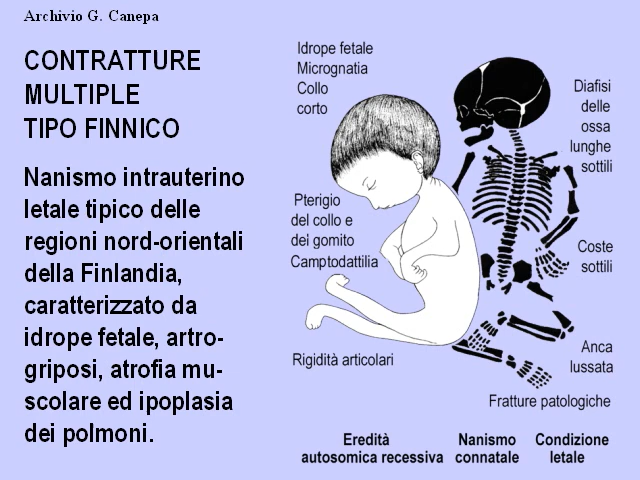 Archivio G. Canepa
CONTRATTURE
MULTIPLE
TIPO FINNICO
Nanismo intrauterino
letale tipico delle
regioni nord-orientali
della Finlandia,
caratterizzato da
idrope fetale, artro-
griposi, atrofia mu-
scolare ed ipoplasia
dei polmoni.
Idrope fetale
Micrognatia
Collo
corto
Diafisi
delle
ossa
lunghe
sottili
Pterigio
del collo e
del gomito
Camptodattilia
Coste
sottili
Rigidità articolari
Anca
lussata
Fratture patologiche
Eredità
autosomica recessiva
Nanismo
connatale
Condizione
letale